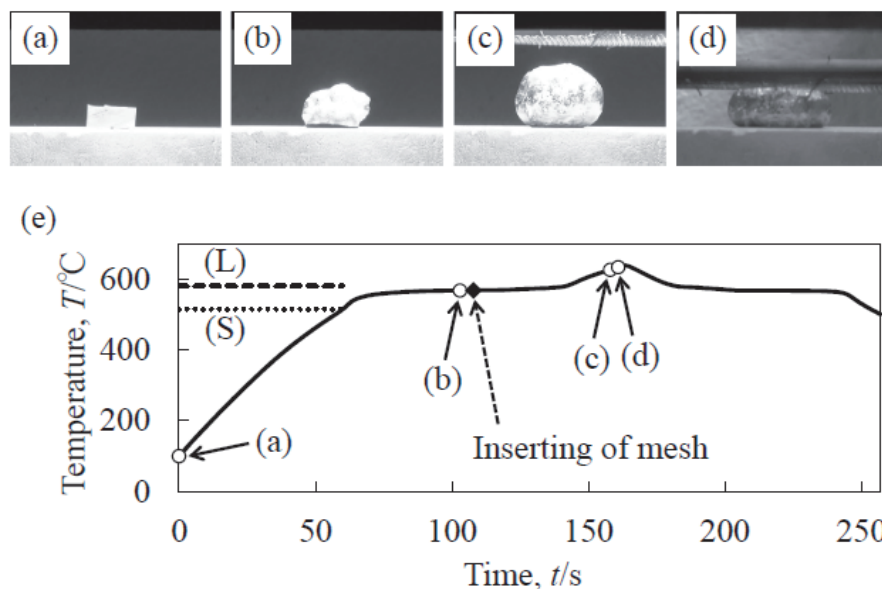 (a) (b) (c) (d)
(e)
Temperature, T/℃
600
400
200
0
(L)
(S)
(a)
(b)
(c)
(d)
Inserting of mesh
0 50 100 150 200 250
Time, t/s